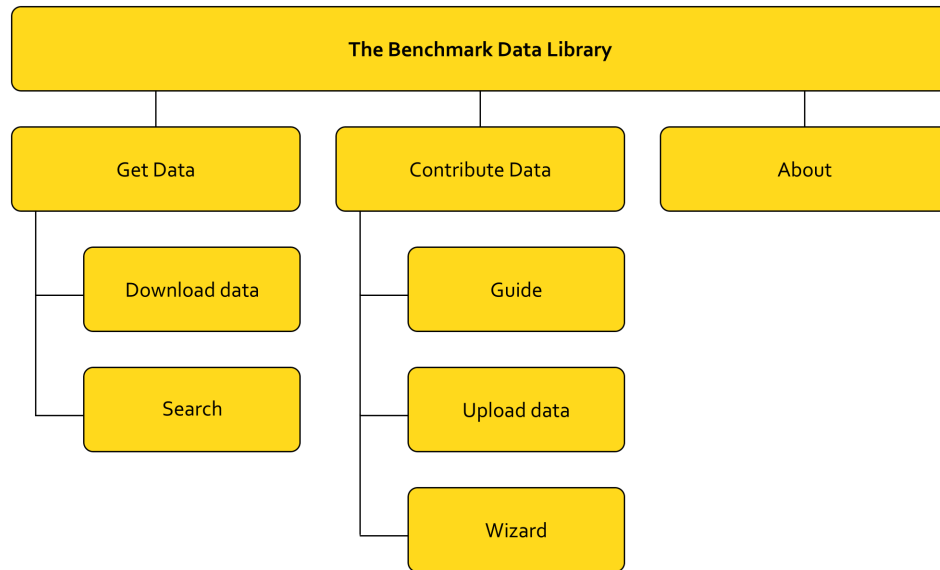 The Benchmark Data Library
Get Data
Contribute Data
About
Download data
Guide
Search
Upload data
Wizard